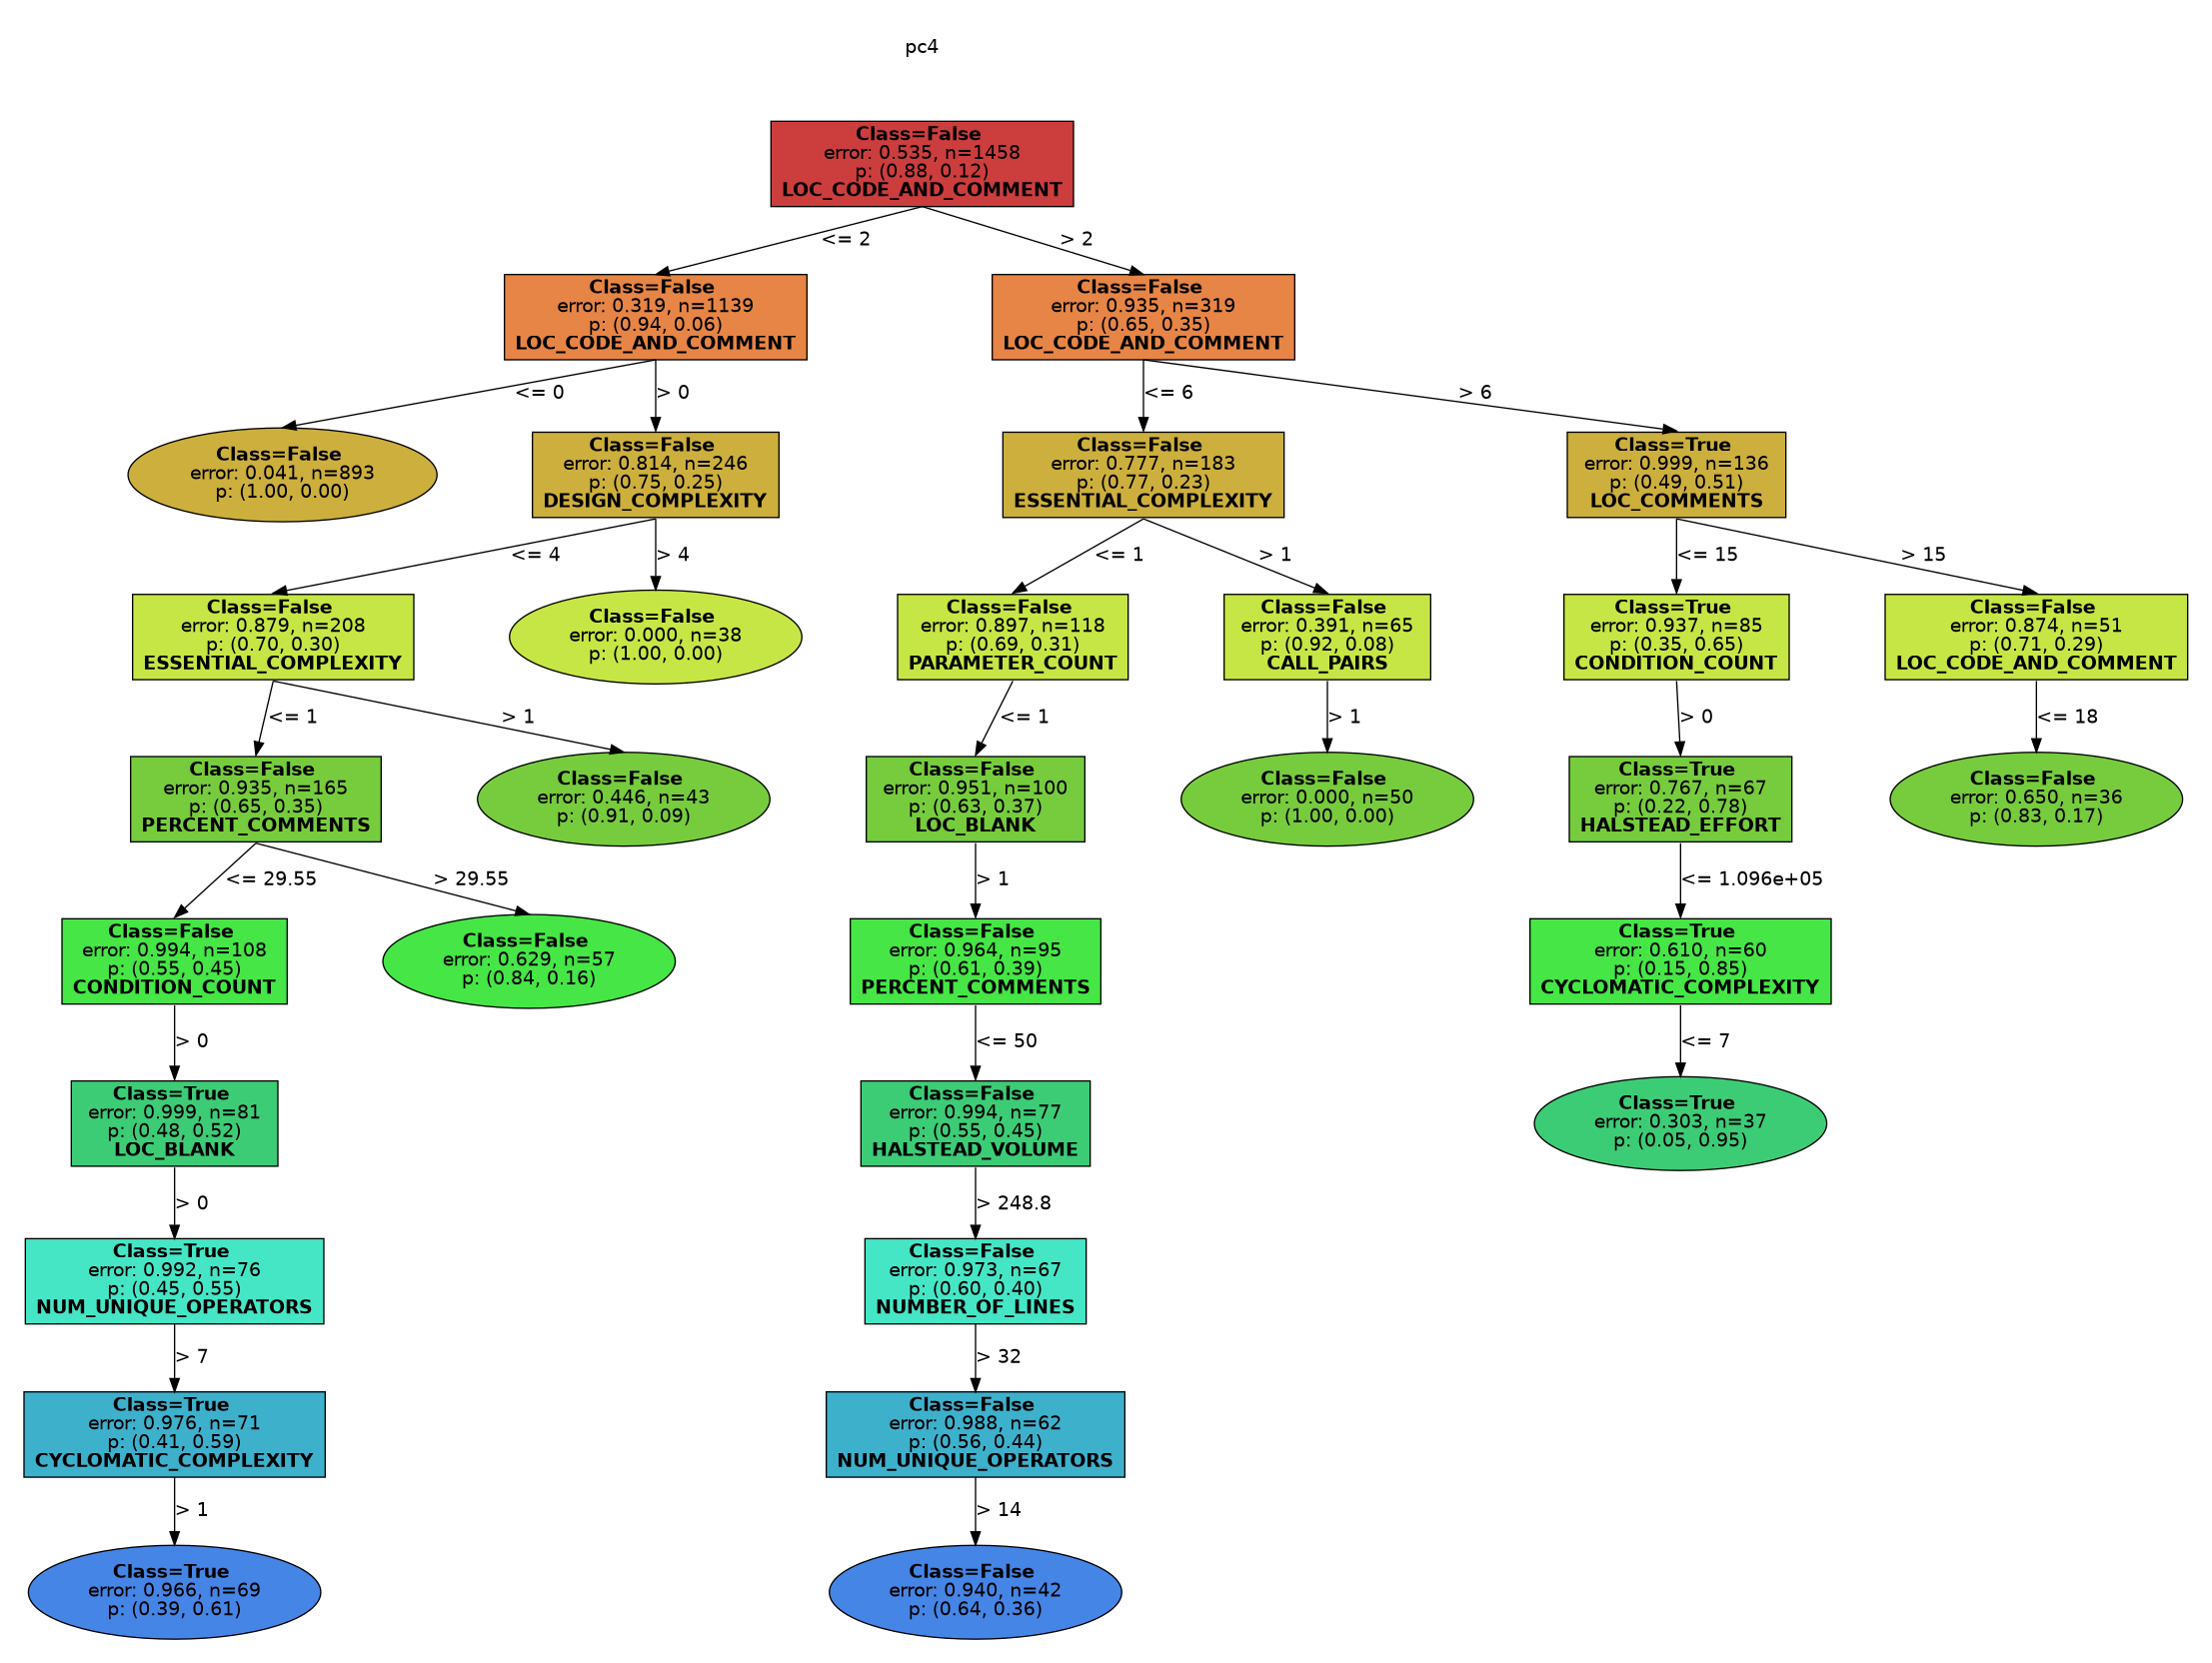 pc4
Class=False
error: 0.535, n=1458
p: (0.88, 0.12)
LOC_CODE_AND_COMMENT
<= 2
> 2
Class=False
error: 0.319, n=1139
p: (0.94, 0.06)
LOC_CODE_AND_COMMENT
Class=False
error: 0.935, n=319
p: (0.65, 0.35)
LOC_CODE_AND_COMMENT
<= 0
> 0
<= 6
> 6
Class=False
error: 0.041, n=893
p: (1.00, 0.00)
Class=False
error: 0.814, n=246
p: (0.75, 0.25)
DESIGN_COMPLEXITY
Class=False
error: 0.777, n=183
p: (0.77, 0.23)
ESSENTIAL_COMPLEXITY
Class=True
error: 0.999, n=136
p: (0.49, 0.51)
LOC_COMMENTS
<= 4
> 4
<= 1
> 1
<= 15
> 15
Class=False
error: 0.879, n=208
p: (0.70, 0.30)
ESSENTIAL_COMPLEXITY
Class=False
error: 0.000, n=38
p: (1.00, 0.00)
Class=False
error: 0.897, n=118
p: (0.69, 0.31)
PARAMETER_COUNT
Class=False
error: 0.391, n=65
p: (0.92, 0.08)
CALL_PAIRS
Class=True
error: 0.937, n=85
p: (0.35, 0.65)
CONDITION_COUNT
Class=False
error: 0.874, n=51
p: (0.71, 0.29)
LOC_CODE_AND_COMMENT
<= 1
> 1
<= 1
> 1
> 0
<= 18
Class=False
error: 0.935, n=165
p: (0.65, 0.35)
PERCENT_COMMENTS
Class=False
error: 0.446, n=43
p: (0.91, 0.09)
Class=False
error: 0.951, n=100
p: (0.63, 0.37)
LOC_BLANK
Class=False
error: 0.000, n=50
p: (1.00, 0.00)
Class=True
error: 0.767, n=67
p: (0.22, 0.78)
HALSTEAD_EFFORT
Class=False
error: 0.650, n=36
p: (0.83, 0.17)
<= 29.55
> 29.55
> 1
<= 1.096e+05
Class=False
error: 0.994, n=108
p: (0.55, 0.45)
CONDITION_COUNT
Class=False
error: 0.629, n=57
p: (0.84, 0.16)
Class=False
error: 0.964, n=95
p: (0.61, 0.39)
PERCENT_COMMENTS
Class=True
error: 0.610, n=60
p: (0.15, 0.85)
CYCLOMATIC_COMPLEXITY
> 0
<= 50
<= 7
Class=True
error: 0.999, n=81
p: (0.48, 0.52)
LOC_BLANK
Class=False
error: 0.994, n=77
p: (0.55, 0.45)
HALSTEAD_VOLUME
Class=True
error: 0.303, n=37
p: (0.05, 0.95)
> 0
> 248.8
Class=True
error: 0.992, n=76
p: (0.45, 0.55)
NUM_UNIQUE_OPERATORS
Class=False
error: 0.973, n=67
p: (0.60, 0.40)
NUMBER_OF_LINES
> 7
> 32
Class=True
error: 0.976, n=71
p: (0.41, 0.59)
CYCLOMATIC_COMPLEXITY
Class=False
error: 0.988, n=62
p: (0.56, 0.44)
NUM_UNIQUE_OPERATORS
> 1
> 14
Class=True
error: 0.966, n=69
p: (0.39, 0.61)
Class=False
error: 0.940, n=42
p: (0.64, 0.36)